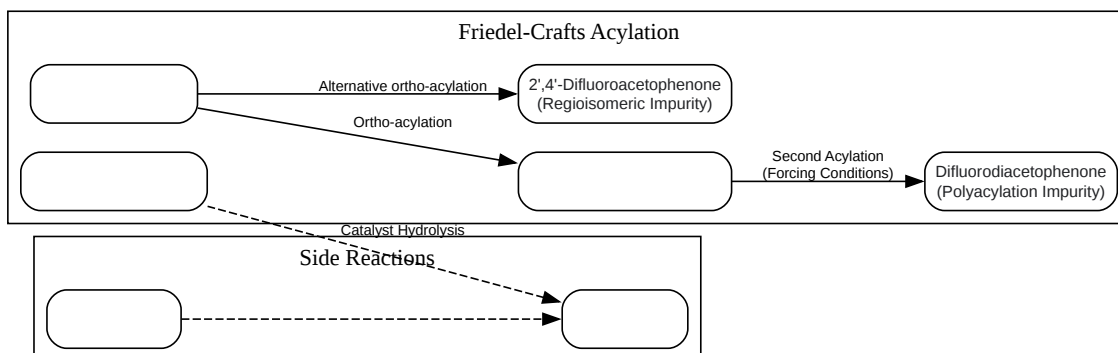 Friedel-Crafts Acylation
Alternative ortho-acylation
2',4'-Difluoroacetophenone
(Regioisomeric Impurity)
Ortho-acylation
Second Acylation
(Forcing Conditions)
Difluorodiacetophenone
(Polyacylation Impurity)
Catalyst Hydrolysis
Side Reactions